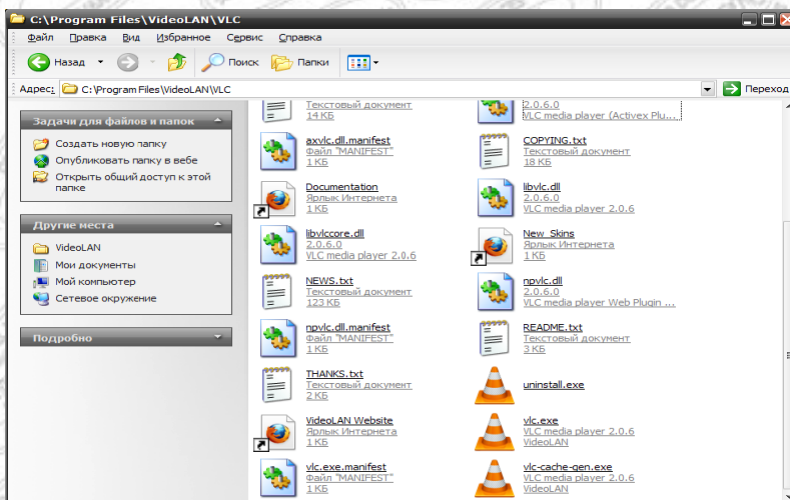 C:\Program Files\VideoLAN\VLC
Файл Правка Вид Избранное Сервис Справка
Назад Поиск Папки
Адрес: C:\Program Files\VideoLAN\VLC Переход
Задачи для файлов и папок
Создать новую папку
Опубликовать папку в вебе
Открыть общий доступ к этой
папке
Другие места
VideoLAN
Мои документы
Мой компьютер
Сетевое окружение
Подробно
Текстовый документ
14 КБ
2.0.6.0
VLC media player (Activex Plu...
axvlc.dll.manifest
Файл "MANIFEST"
1 КБ
COPYING.txt
Текстовый документ
18 КБ
Documentation
Ярлык Интернета
1 КБ
libvlc.dll
2.0.6.0
VLC media player 2.0.6
libvlccore.dll
2.0.6.0
VLC media player 2.0.6
New_Skins
Ярлык Интернета
1 КБ
NEWS.txt
Текстовый документ
123 КБ
npvlc.dll
2.0.6.0
VLC media player Web Plugin ...
npvlc.dll.manifest
Файл "MANIFEST"
1 КБ
README.txt
Текстовый документ
3 КБ
THANKS.txt
Текстовый документ
2 КБ
uninstall.exe
VideoLAN Website
Ярлык Интернета
1 КБ
vlc.exe
VLC media player 2.0.6
VideoLAN
vlc.exe.manifest
Файл "MANIFEST"
1 КБ
vlc-cache-gen.exe
VLC media player 2.0.6
VideoLAN